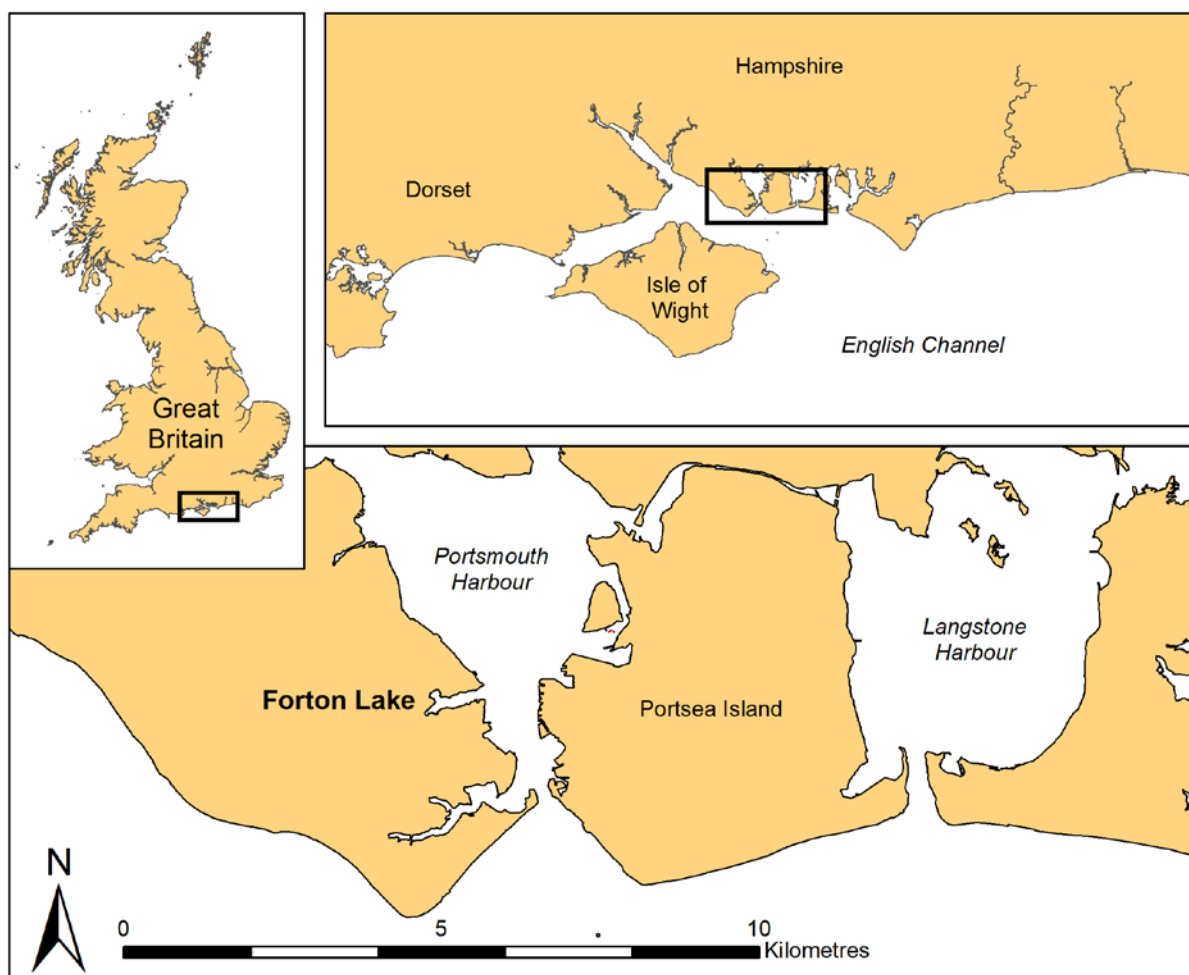 Great
Britain
Hampshire
Dorset
Isle of
Wight
English Channel
Portsmouth
Harbour
Langstone
Harbour
Forton Lake
Portsea Island
N
0 5 10
Kilometres